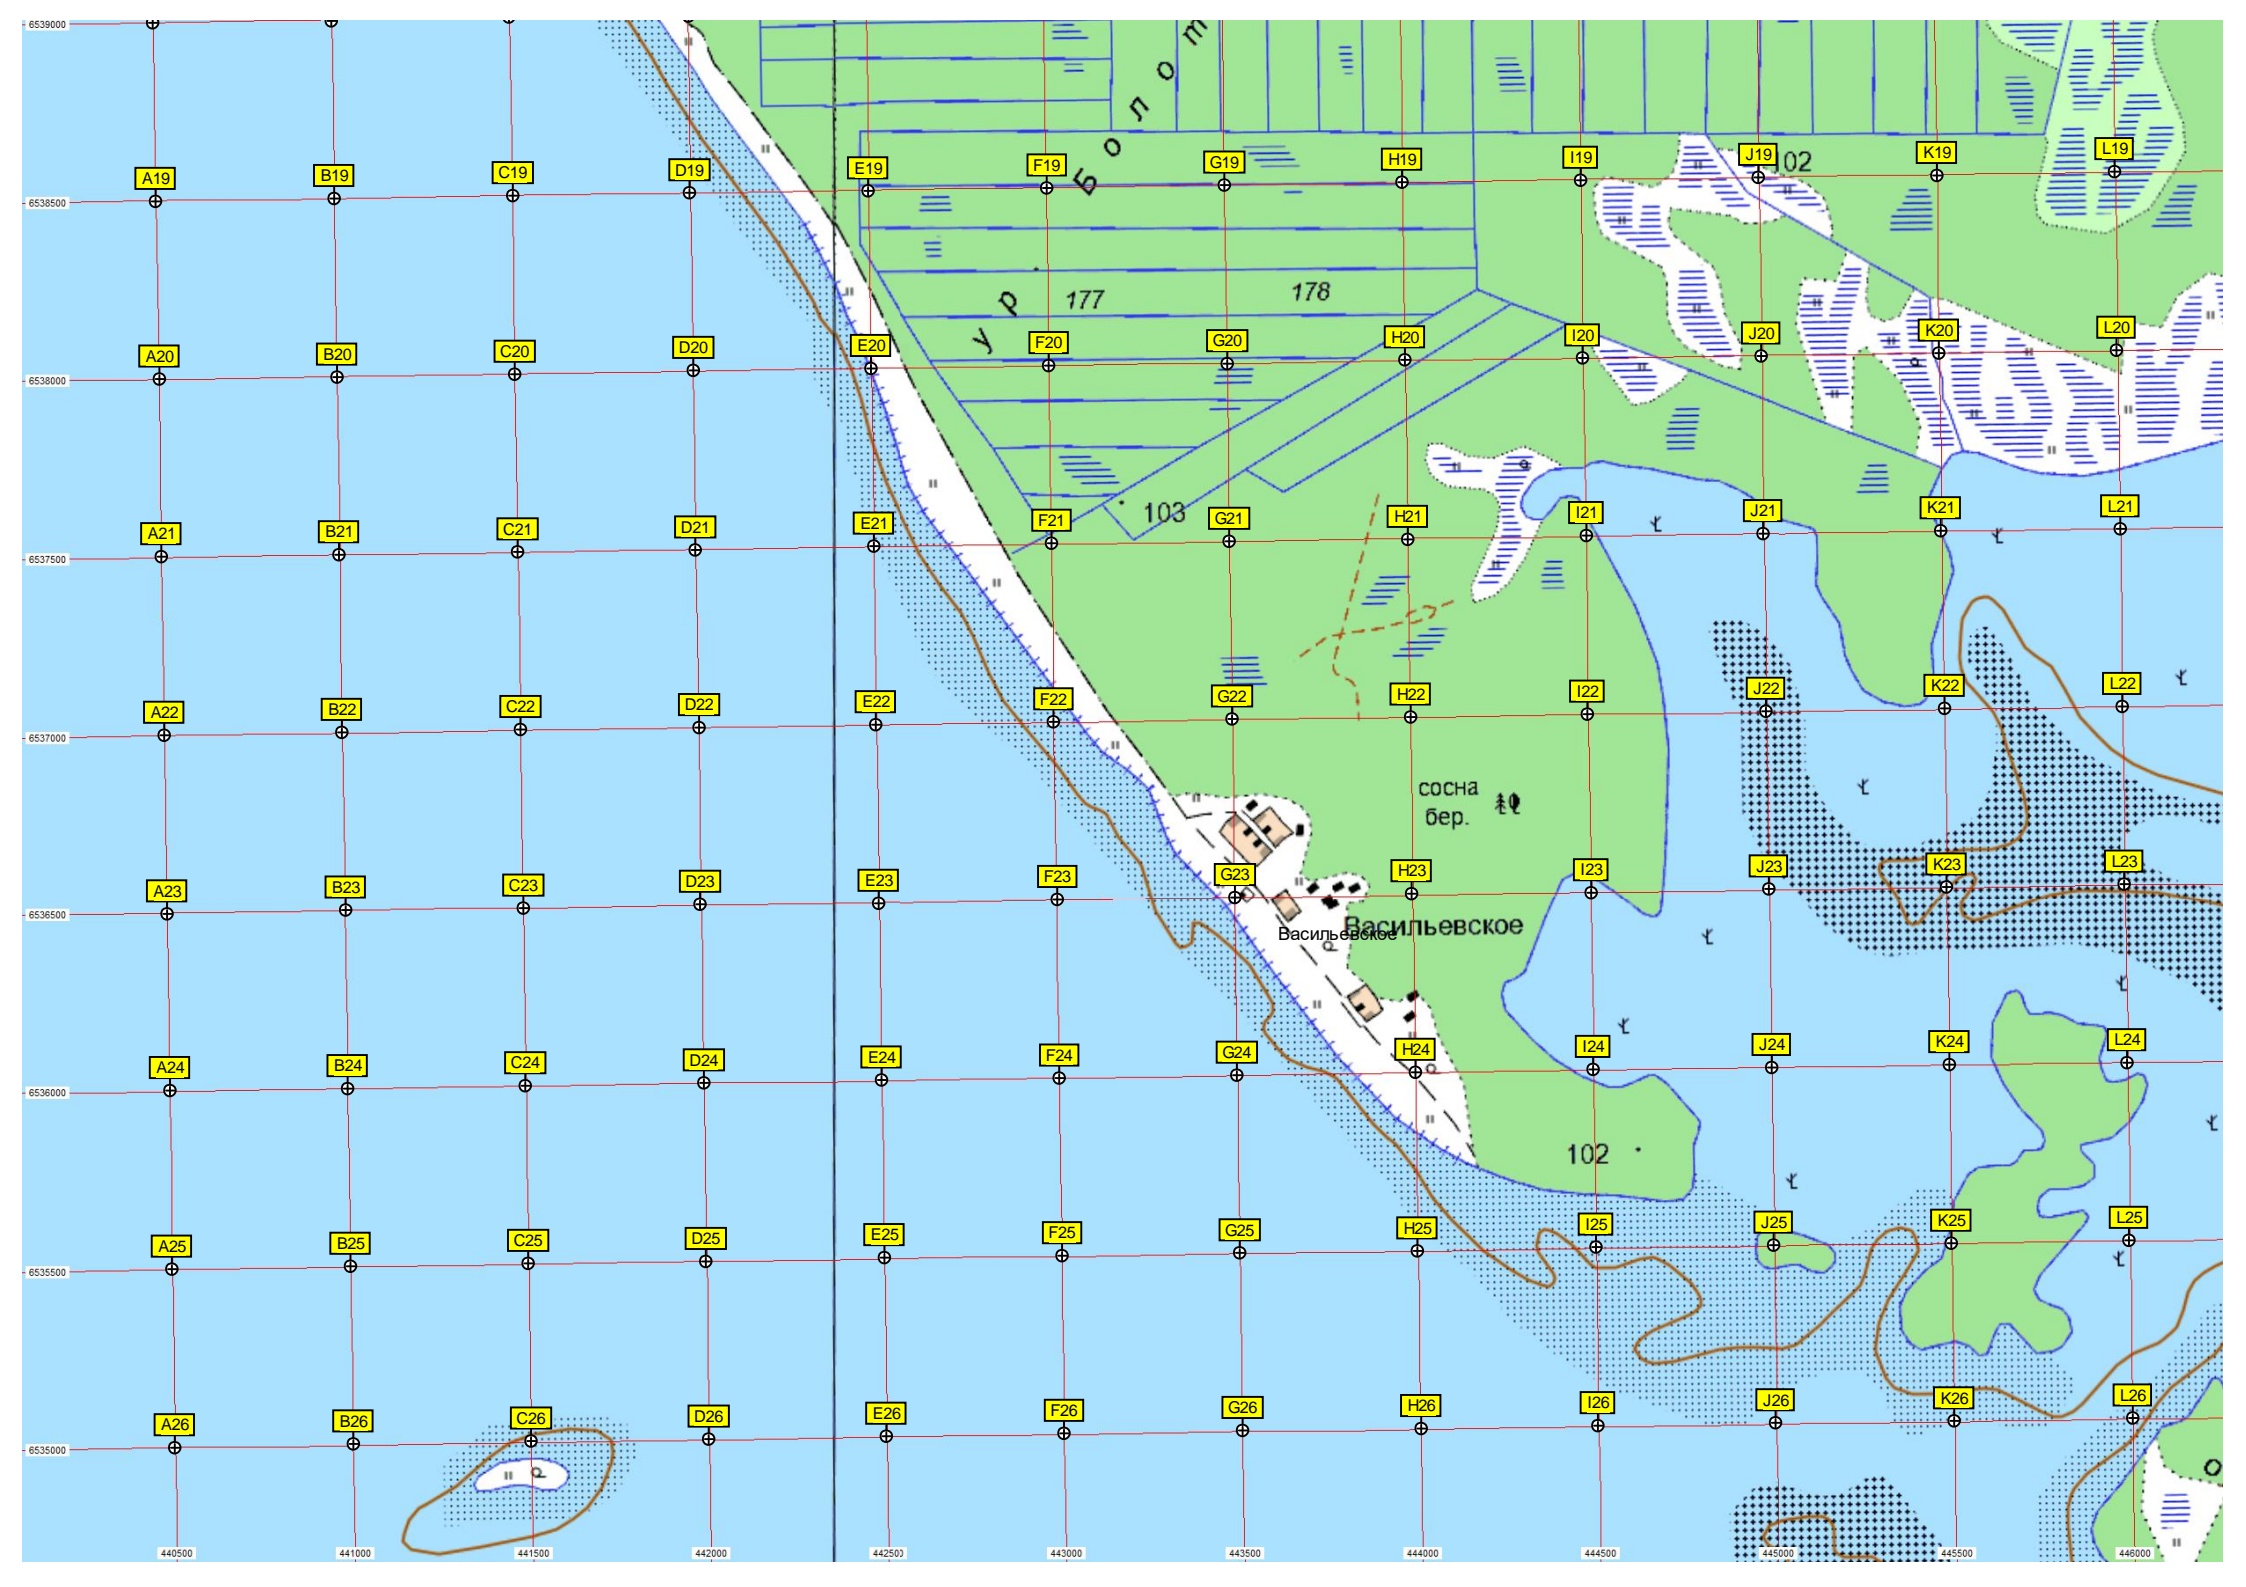 6539000
A19 B19 C19 D19 E19 F19 G19 H19 I19 J19 K19 L19
102
6538500
ур. Болот
177
178
A20 B20 C20 D20 E20 F20 G20 H20 I20 J20 K20 L20
6538000
103
A21 B21 C21 D21 E21 F21 G21 H21 I21 J21 K21 L21
6537500
A22 B22 C22 D22 E22 F22 G22 H22 I22 J22 K22 L22
6537000
сосна
бер.
A23 B23 C23 D23 E23 F23 G23 H23 I23 J23 K23 L23
6536500
Васильевское
Васильевское
A24 B24 C24 D24 E24 F24 G24 H24 I24 J24 K24 L24
6536000
102
A25 B25 C25 D25 E25 F25 G25 H25 I25 J25 K25 L25
6535500
A26 B26 C26 D26 E26 F26 G26 H26 I26 J26 K26 L26
6535000
о
440500 441000 441500 442000 442500 443000 443500 444000 444500 445000 445500 446000